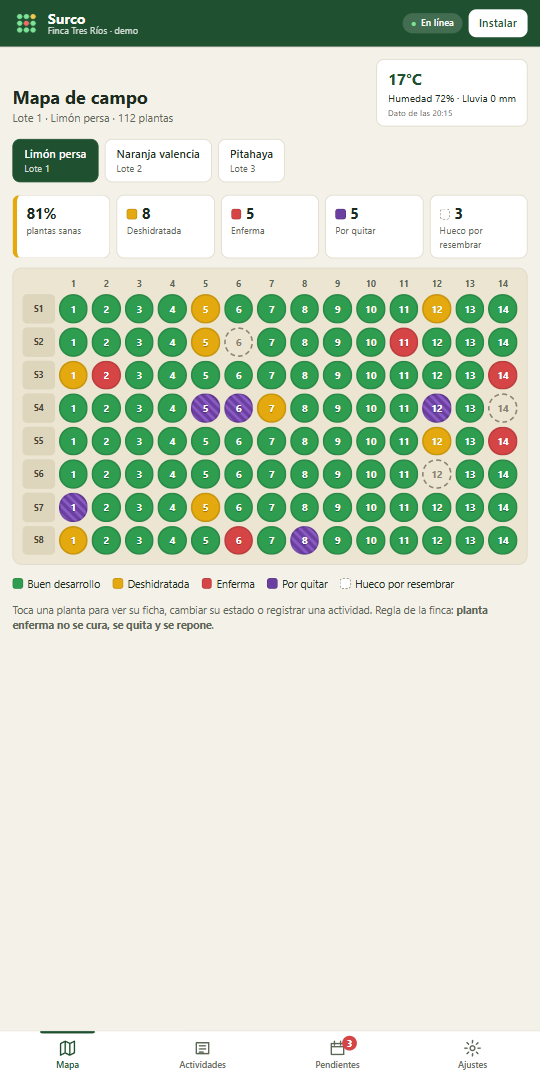 Surco
Finca Tres Ríos · demo
En línea
Instalar
Mapa de campo
Lote 1 · Limón persa · 112 plantas
17°C
Humedad 72% · Lluvia 0 mm
Dato de las 20:15
Limón persa
Lote 1
Naranja valencia
Lote 2
Pitahaya
Lote 3
81%
plantas sanas
8
Deshidratada
5
Enferma
5
Por quitar
3
Hueco por
resembrar
1 2 3 4 5 6 7 8 9 10 11 12 13 14
S1 1 2 3 4 5 6 7 8 9 10 11 12 13 14
S2 1 2 3 4 5 6 7 8 9 10 11 12 13 14
S3 1 2 3 4 5 6 7 8 9 10 11 12 13 14
S4 1 2 3 4 5 6 7 8 9 10 11 12 13 14
S5 1 2 3 4 5 6 7 8 9 10 11 12 13 14
S6 1 2 3 4 5 6 7 8 9 10 11 12 13 14
S7 1 2 3 4 5 6 7 8 9 10 11 12 13 14
S8 1 2 3 4 5 6 7 8 9 10 11 12 13 14
Buen desarrollo Deshidratada Enferma Por quitar Hueco por resembrar
Toca una planta para ver su ficha, cambiar su estado o registrar una actividad. Regla de la finca: planta
enferma no se cura, se quita y se repone.
3
Mapa Actividades Pendientes Ajustes